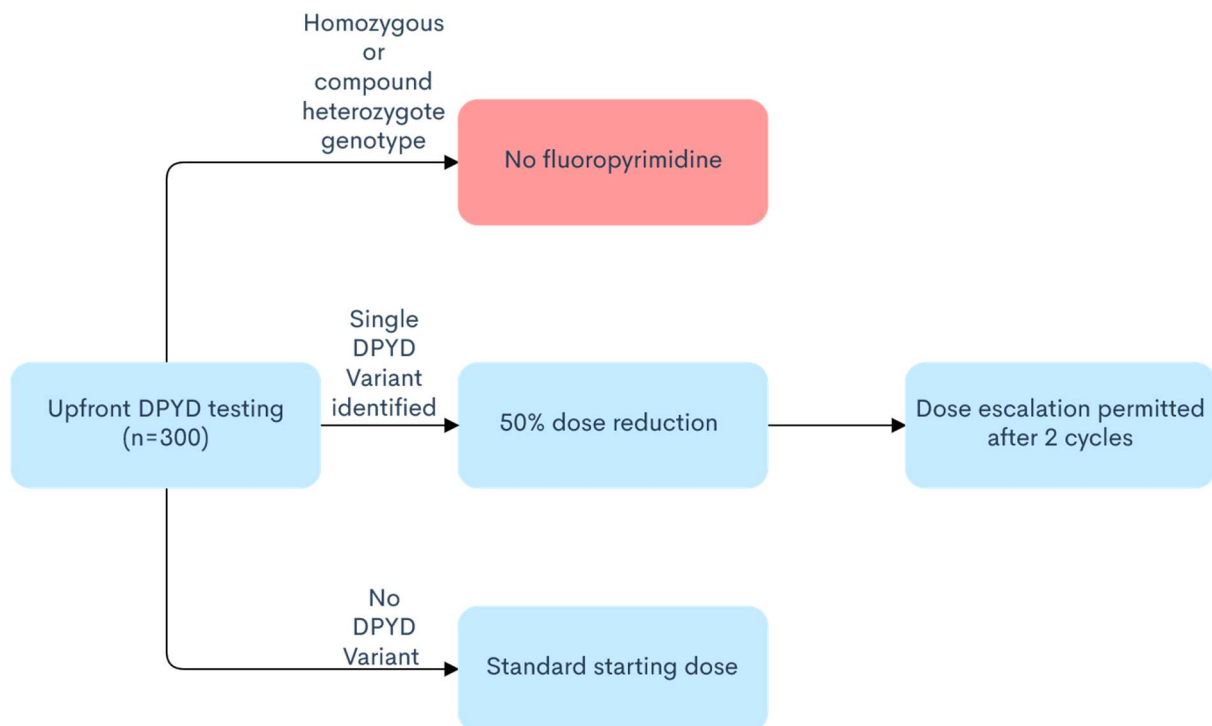 Homozygous
or
compound
heterozygote
genotype
No fluoropyrimidine
Single
DPYD
Variant
identified
Upfront DPYD testing
(n=300)
50% dose reduction
Dose escalation permitted
after 2 cycles
No
DPYD
Variant
Standard starting dose